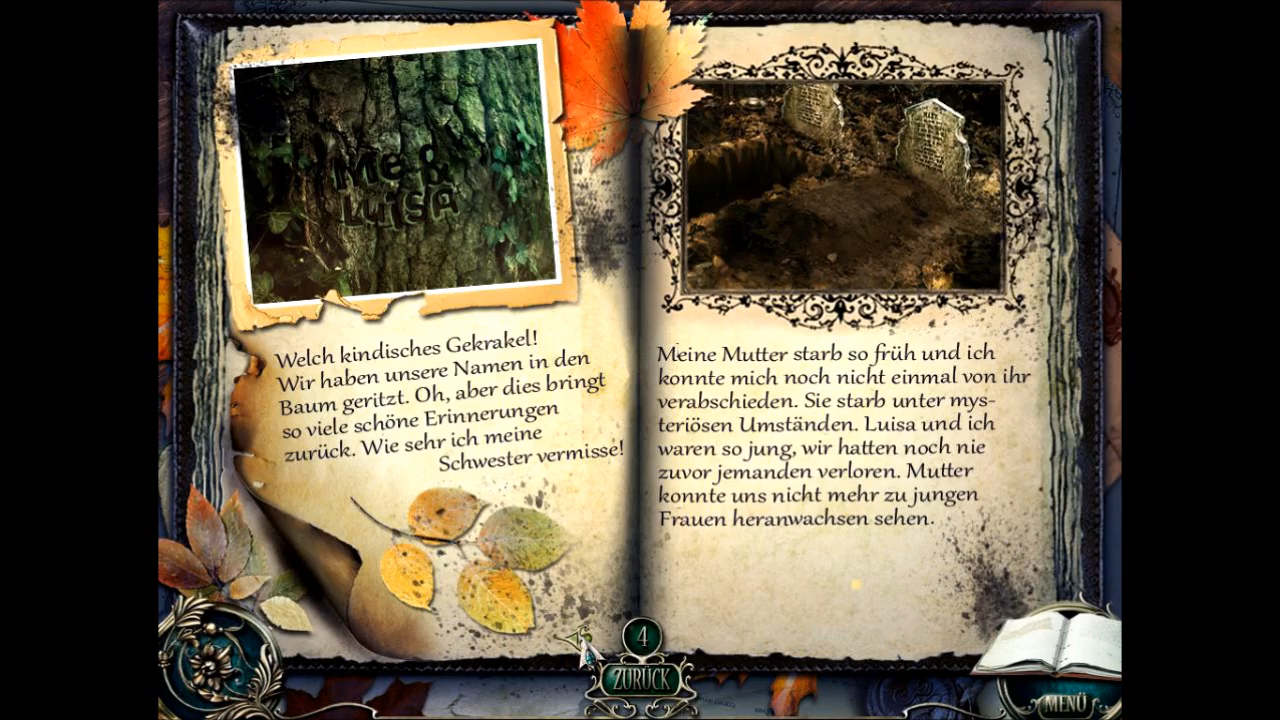 Me &
LUiSA
Welch kindisches Gekrakel!
Wir haben unsere Namen in den
Baum geritzt. Oh, aber dies bringt
so viele schöne Erinnerungen
zurück. Wie sehr ich meine
Schwester vermisse!
Meine Mutter starb so früh und ich
konnte mich noch nicht einmal von ihr
verabschieden. Sie starb unter mys-
teriösen Umständen. Luisa und ich
waren so jung, wir hatten noch nie
zuvor jemanden verloren. Mutter
konnte uns nicht mehr zu jungen
Frauen heranwachsen sehen.
4
ZURÜCK
MENÜ